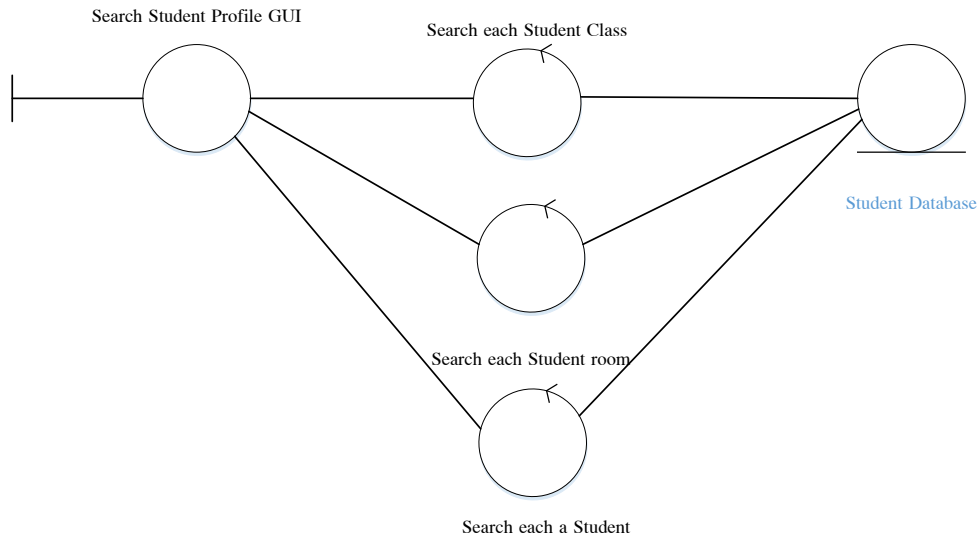 Search Student Profile GUI
Search each Student Class
Student Database
Search each Student room
Search each a Student